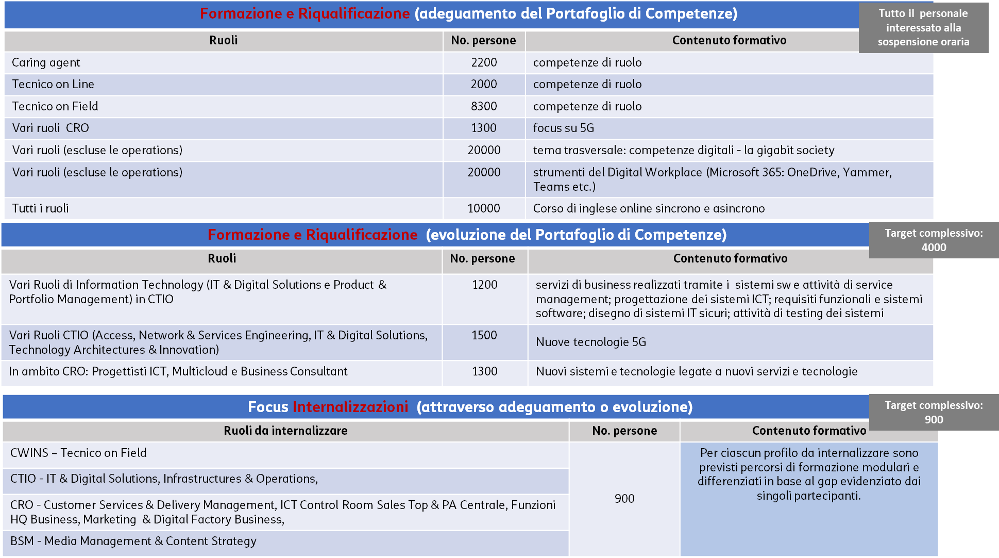 Formazione e Riqualificazione (adeguamento del Portafoglio di Competenze)
Tutto il personale
interessato alla
sospensione oraria
Ruoli No. persone Contenuto formativo
Caring agent 2200 competenze di ruolo
Tecnico on Line 2000 competenze di ruolo
Tecnico on Field 8300 competenze di ruolo
Vari ruoli CRO 1300 focus su 5G
Vari ruoli (escluse le operations) 20000 tema trasversale: competenze digitali - la gigabit society
Vari ruoli (escluse le operations) 20000 strumenti del Digital Workplace (Microsoft 365: OneDrive, Yammer,
Teams etc.)
Tutti i ruoli 10000 Corso di inglese online sincrono e asincrono
Formazione e Riqualificazione (evoluzione del Portafoglio di Competenze)
Target complessivo:
4000
Ruoli No. persone Contenuto formativo
Vari Ruoli di Information Technology (IT & Digital Solutions e Product &
Portfolio Management) in CTIO
1200
servizi di business realizzati tramite i sistemi sw e attività di service
management; progettazione dei sistemi ICT; requisiti funzionali e sistemi
software; disegno di sistemi IT sicuri; attività di testing dei sistemi
Vari Ruoli CTIO (Access, Network & Services Engineering, IT & Digital Solutions,
Technology Architectures & Innovation)
1500
Nuove tecnologie 5G
In ambito CRO: Progettisti ICT, Multicloud e Business Consultant 1300 Nuovi sistemi e tecnologie legate a nuovi servizi e tecnologie
Focus Internalizzazioni (attraverso adeguamento o evoluzione)
Target complessivo:
900
Ruoli da internalizzare No. persone Contenuto formativo
CWINS – Tecnico on Field
CTIO - IT & Digital Solutions, Infrastructures & Operations,
CRO - Customer Services & Delivery Management, ICT Control Room Sales Top & PA Centrale, Funzioni
HQ Business, Marketing & Digital Factory Business,
BSM - Media Management & Content Strategy
900
Per ciascun profilo da internalizzare sono
previsti percorsi di formazione modulari e
differenziati in base al gap evidenziato dai
singoli partecipanti.